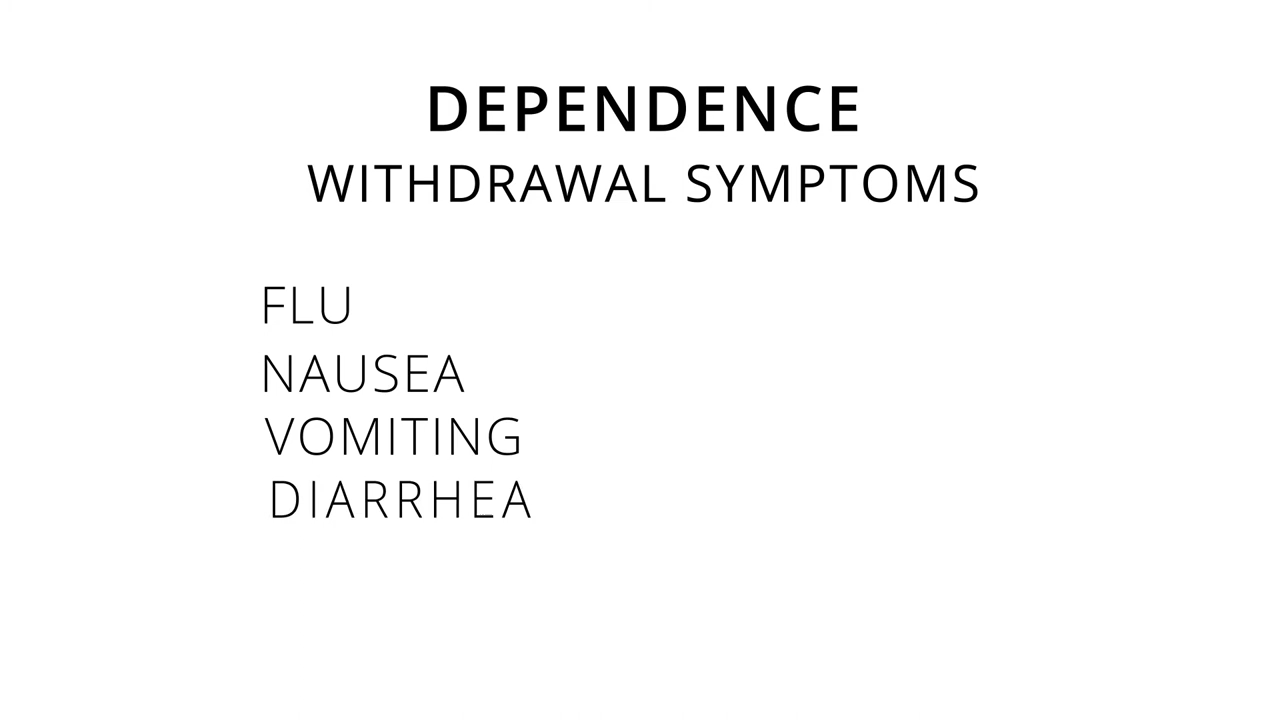 DEPENDENCE
WITHDRAWAL SYMPTOMS
FLU
NAUSEA
VOMITING
DIARRHEA